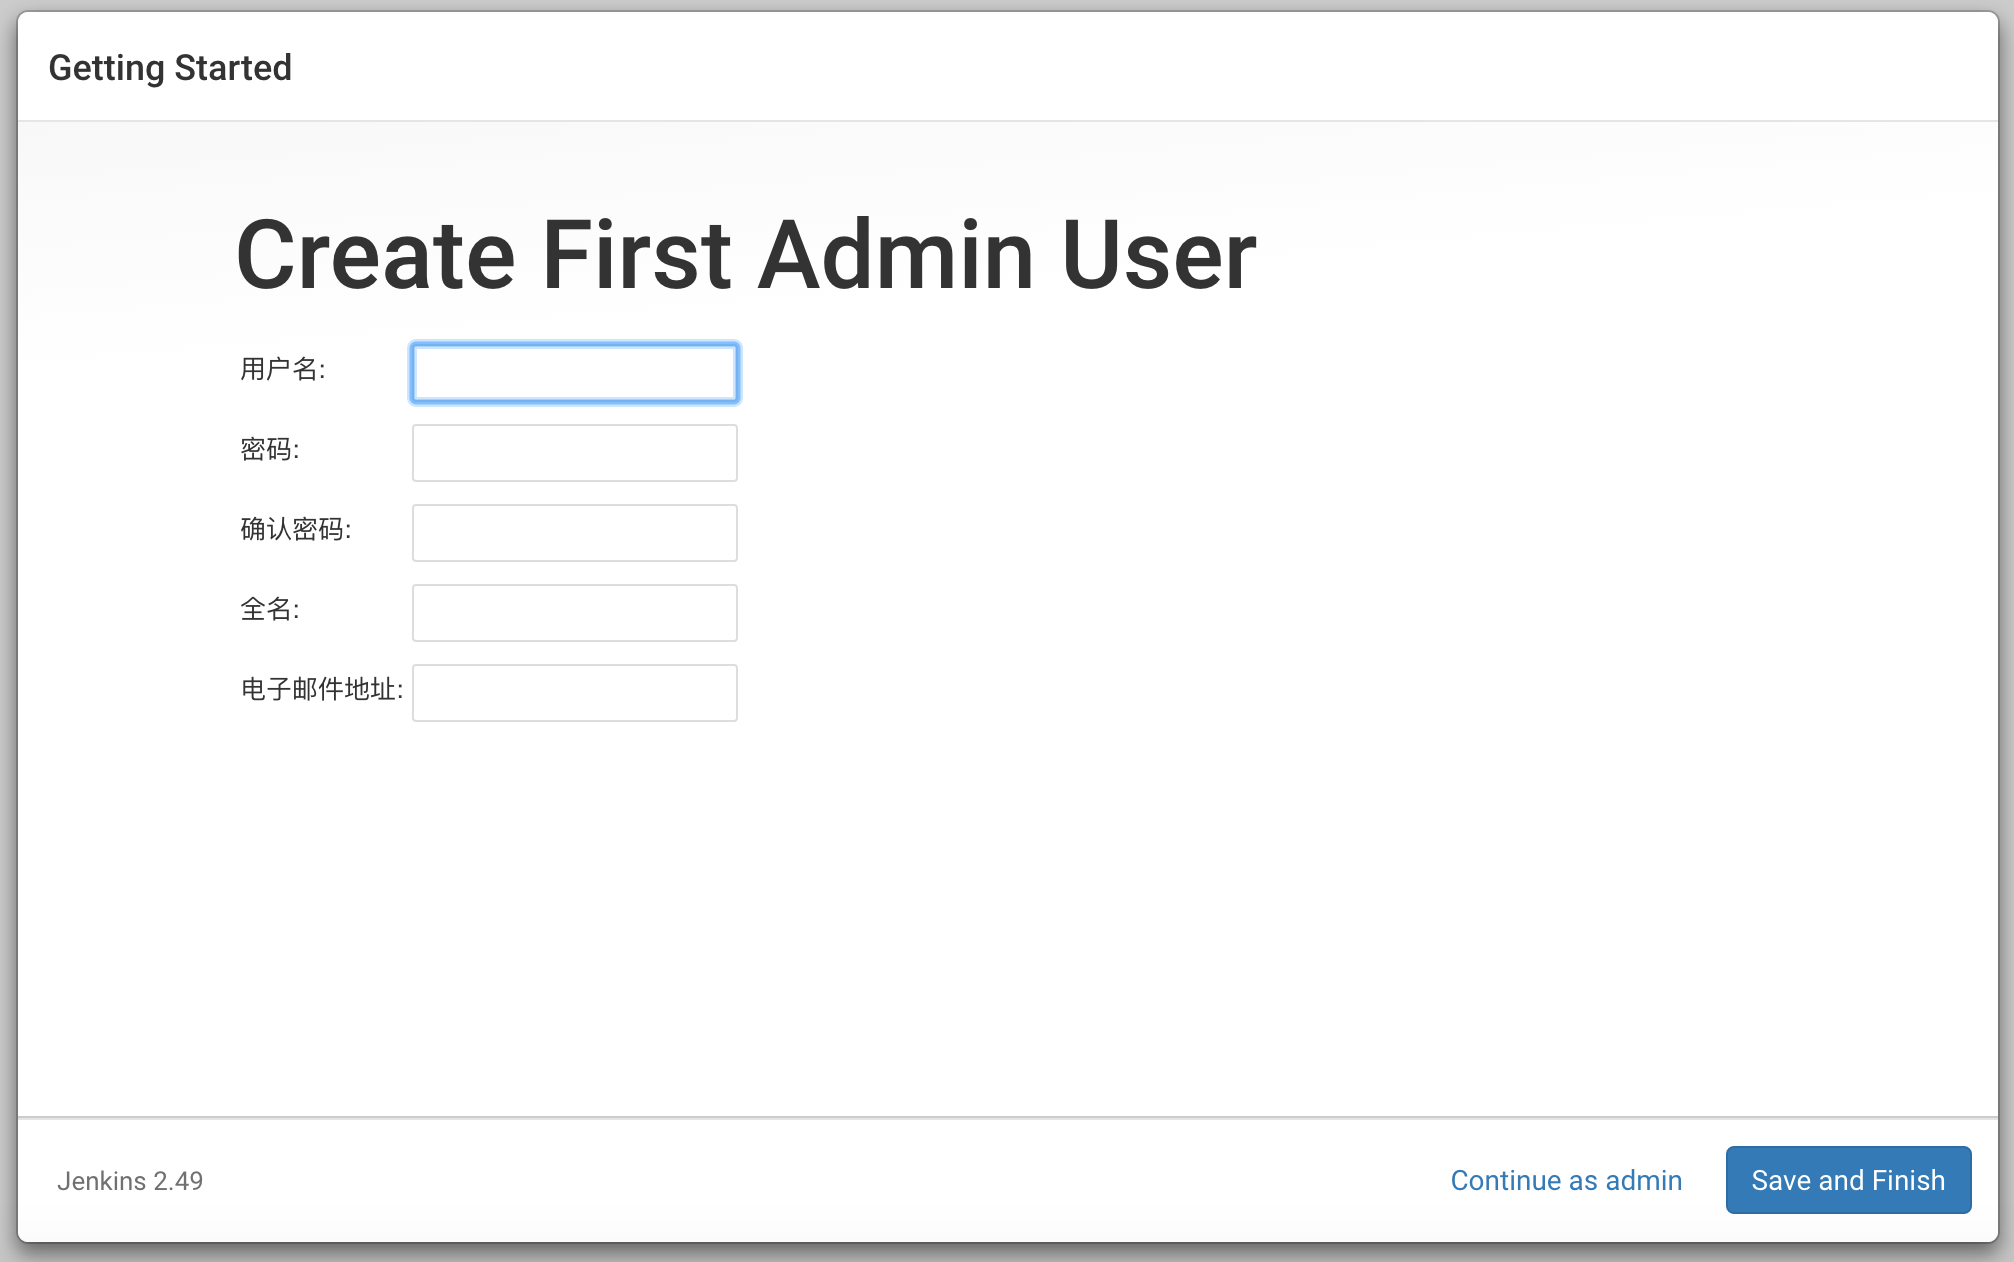 Getting Started
Create First Admin User
用户名:
密码:
确认密码:
全名:
电子邮件地址:
Jenkins 2.49
Continue as admin
Save and Finish